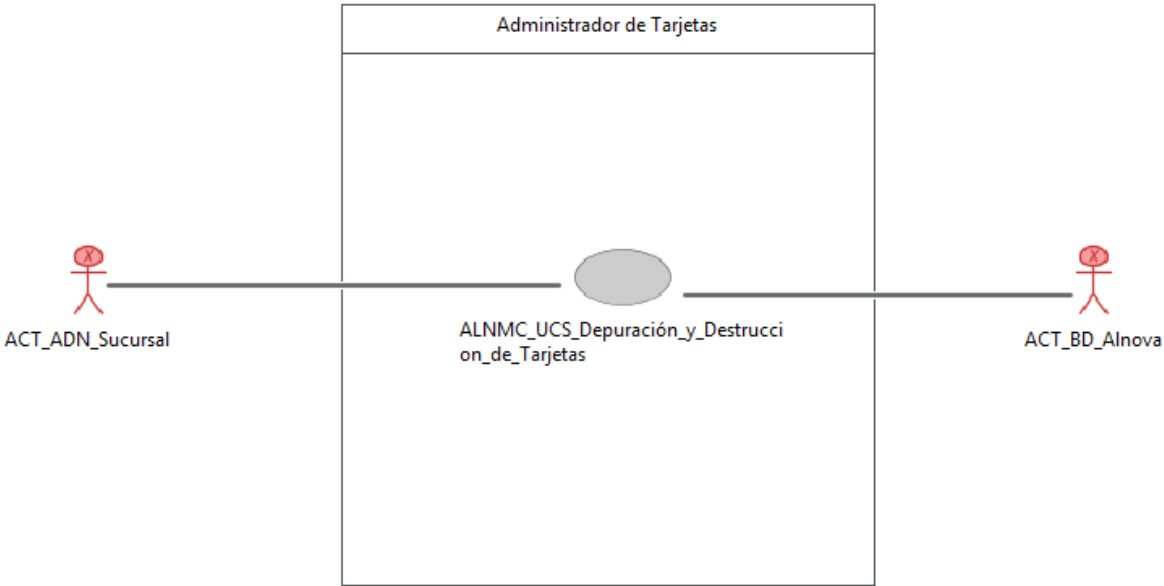 Administrador de Tarjetas
ACT_ADN_Sucursal
ALNMC_UCS_Depuración_y_Destrucci
on_de_Tarjetas
ACT_BD_Alnova